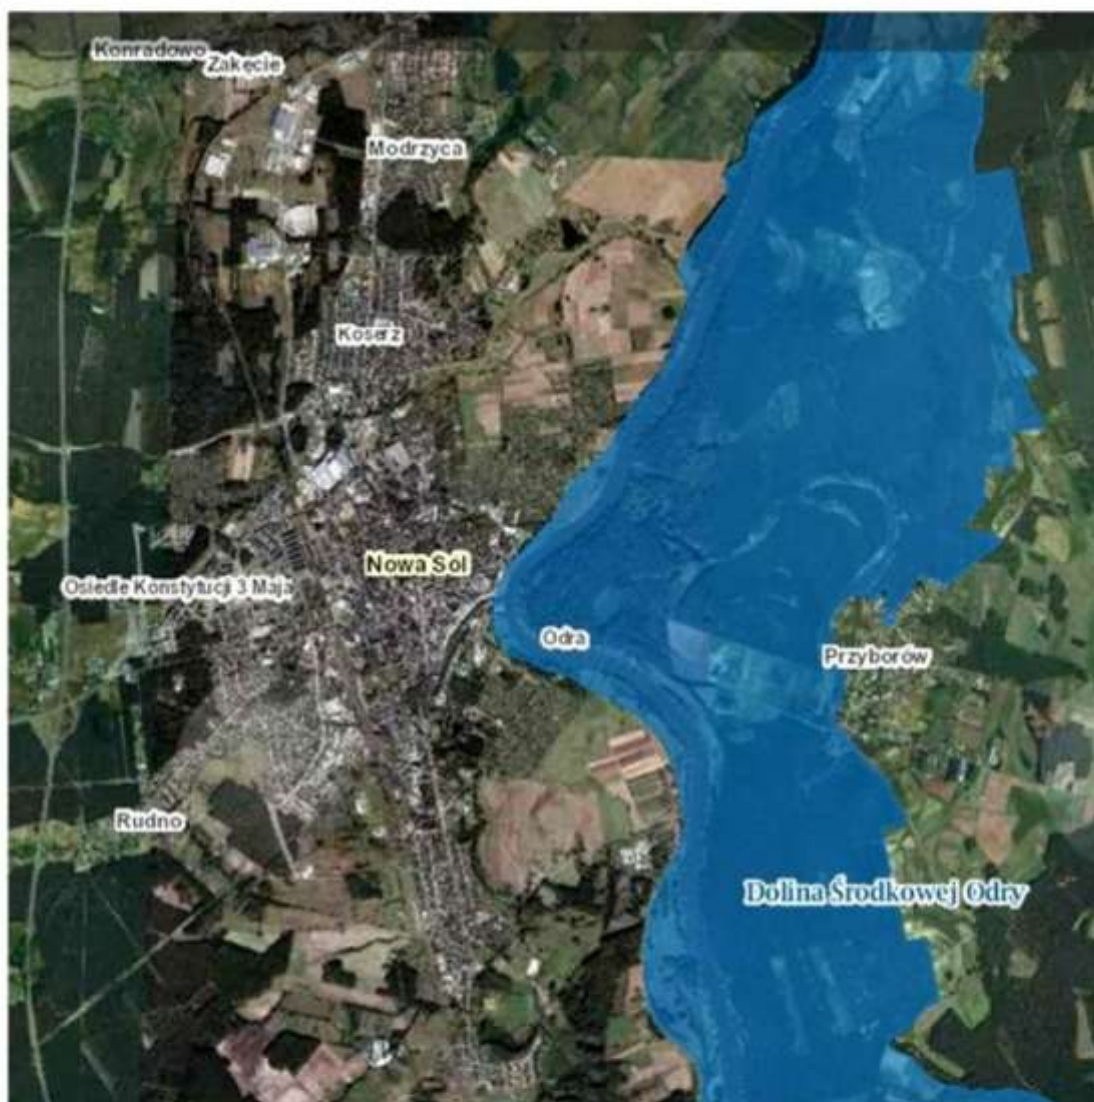 Konradowo
Zakęcie
Modrzyca
Koserz
Nowa Sól
Osiedle Konstytucji 3 Maja
Odra
Przyborów
Rudno
Dolina Środkowej Odry